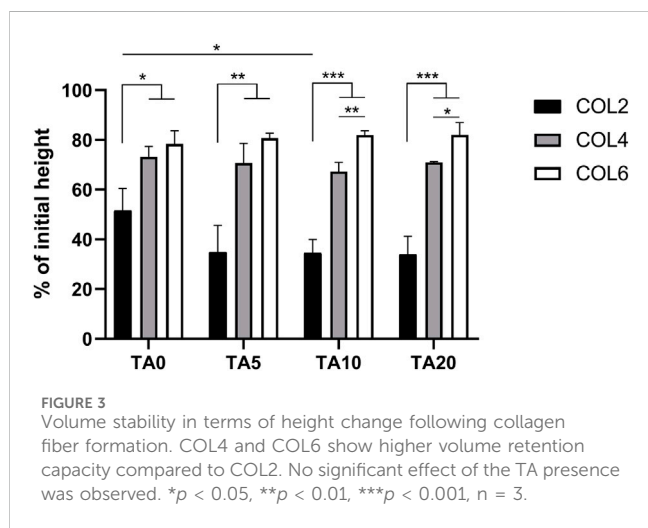 *
* ** *** ***
** *
100
80
60
40
20
0
% of initial height
TA0 TA5 TA10 TA20
COL2
COL4
COL6
FIGURE 3
Volume stability in terms of height change following collagen
fiber formation. COL4 and COL6 show higher volume retention
capacity compared to COL2. No significant effect of the TA presence
was observed. *p < 0.05, **p < 0.01, ***p < 0.001, n = 3.